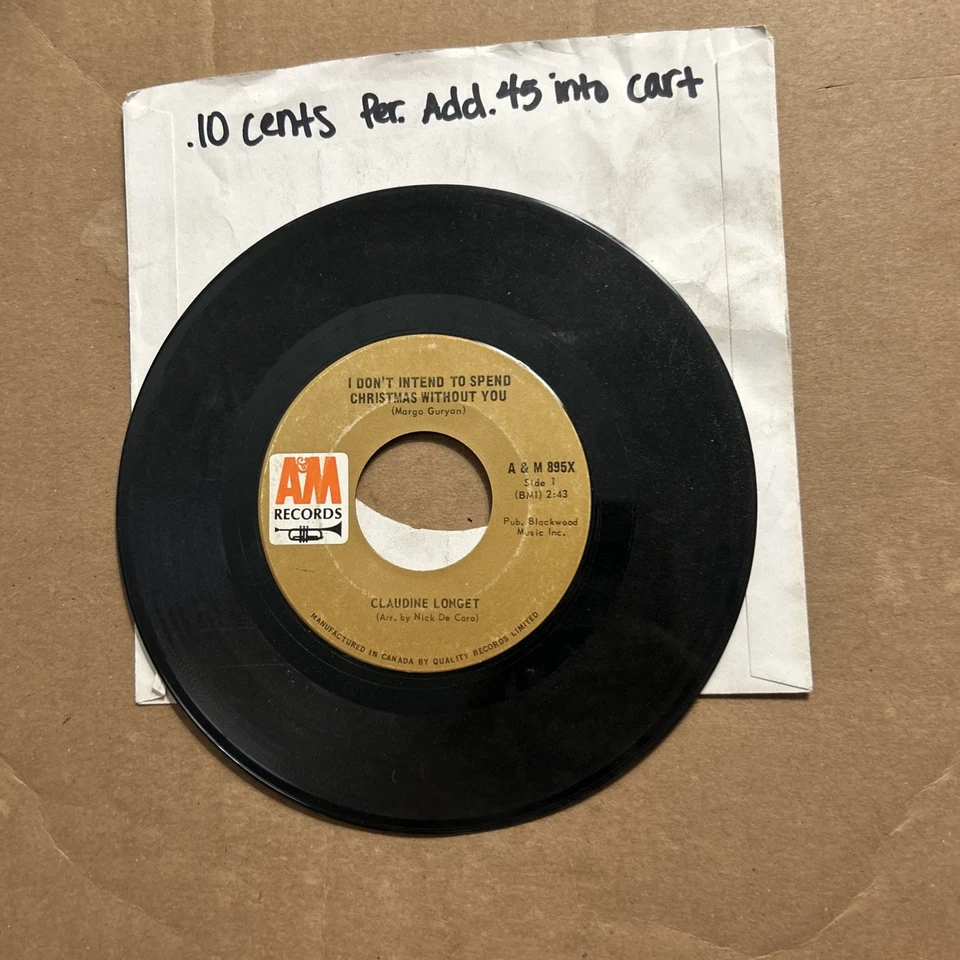 .10 cents Per. Add. 45 into cart
I DON'T INTEND TO SPEND
CHRISTMAS WITHOUT YOU
(Margo Guryan)
A&M
RECORDS
A & M 895X
Side 1
(BMI) 2:43
Pub. Blackwood
Music Inc.
CLAUDINE LONGET
(Arr. by Nick De Caro)
MANUFACTURED IN CANADA BY QUALITY RECORDS LIMITED